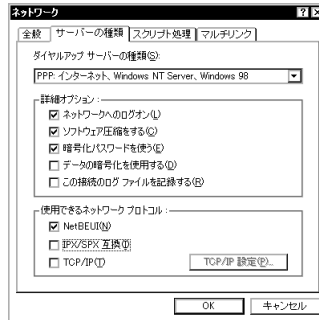 ネットワーク
全般 サーバーの種類 スクリプト処理 マルチリンク
ダイヤルアップ サーバーの種類(S):
PPP: インターネット、Windows NT Server、Windows 98
詳細オプション:
ネットワークへのログオン(L)
ソフトウェア圧縮をする(C)
暗号化パスワードを使う(E)
データの暗号化を使用する(D)
この接続のログ ファイルを記録する(R)
使用できるネットワーク プロトコル:
NetBEUI(N)
IPX/SPX 互換(I)
TCP/IP(T)
TCP/IP 設定(P)...
OK キャンセル